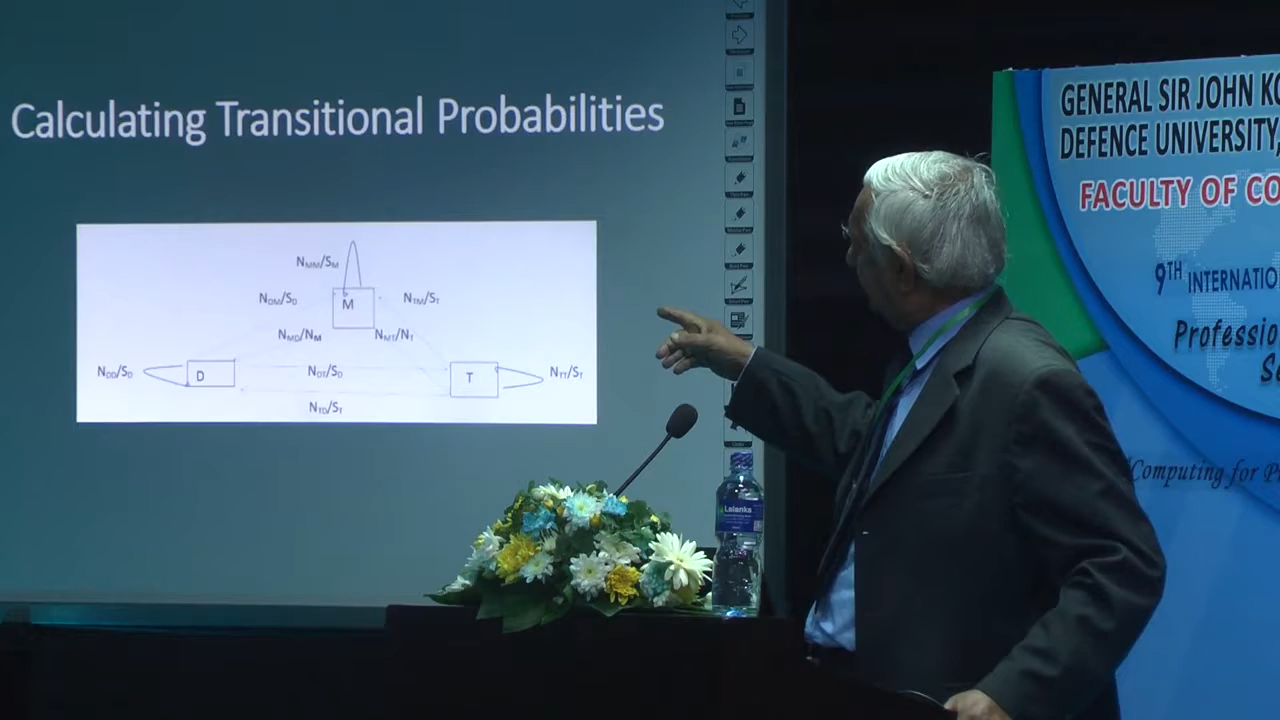 Calculating Transitional Probabilities
N_MM/S_M
N_DM/S_D
M
N_TM/S_T
N_MD/N_M
N_MT/N_T
N_DD/S_D
D
N_DT/S_D
T
N_TT/S_T
N_TD/S_T
GENERAL SIR JOHN KO
DEFENCE UNIVERSITY,
FACULTY OF CO
9TH INTERNATIO
Professio
Se
"Computing for P